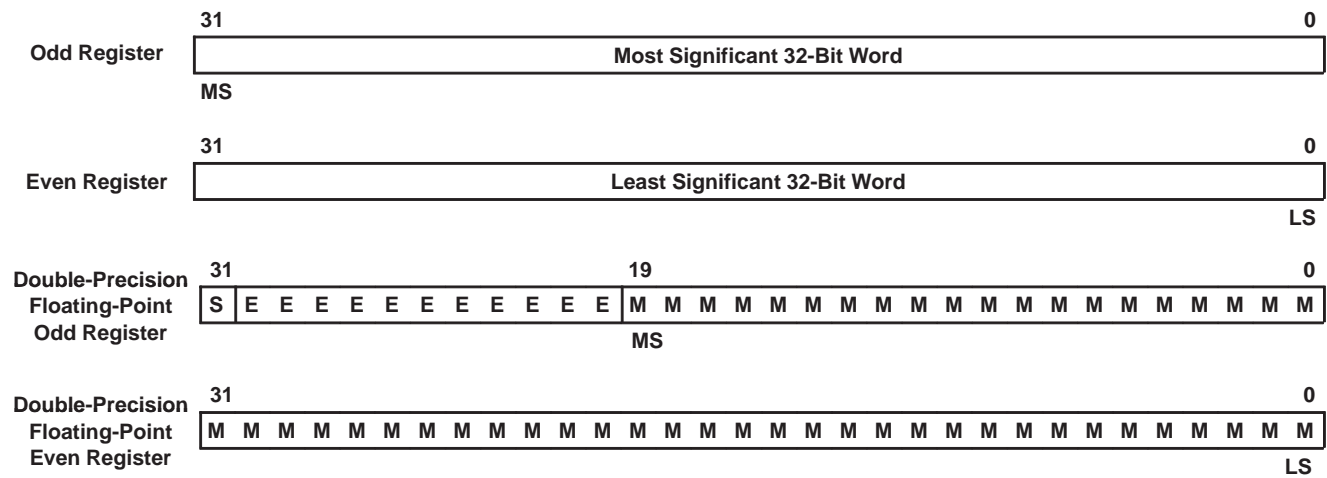 31 0
Odd Register Most Significant 32-Bit Word
MS
31 0
Even Register Least Significant 32-Bit Word
LS
31 19 0
Double-Precision
Floating-Point
Odd Register
S E E E E E E E E E E E M M M M M M M M M M M M M M M M M M M M
MS
31 0
Double-Precision
Floating-Point
Even Register
M M M M M M M M M M M M M M M M M M M M M M M M M M M M M M M M
LS